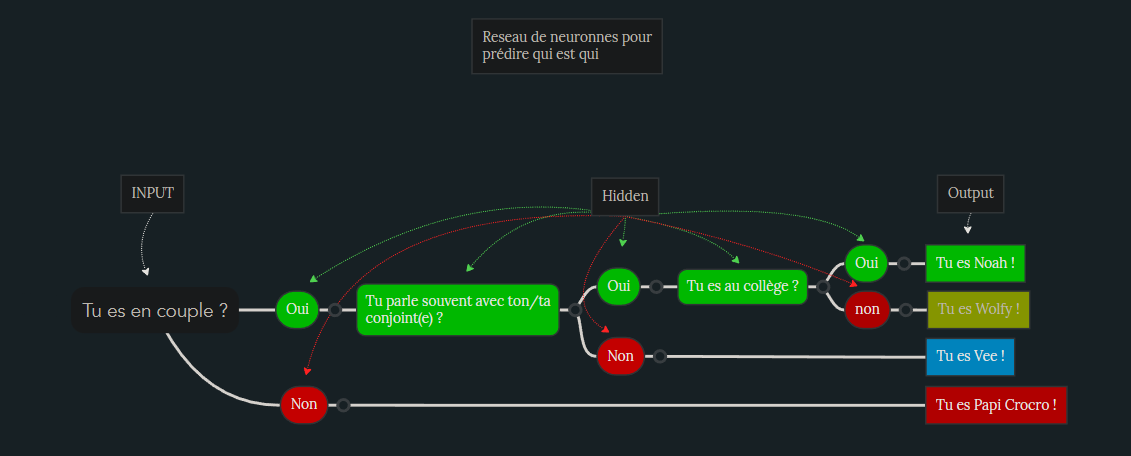 Reseau de neuronnes pour
prédire qui est qui
INPUT
Hidden
Output
Tu es en couple ?
Oui
Tu parle souvent avec ton/ta
conjoint(e) ?
Oui
Tu es au collège ?
Oui
Tu es Noah !
non
Tu es Wolfy !
Non
Tu es Vee !
Non
Tu es Papi Crocro !